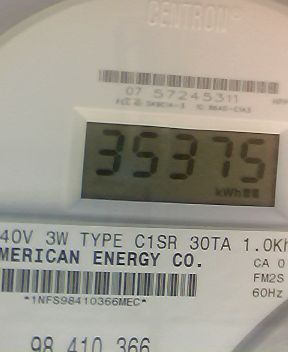 CENTRON
07 57245311
35375
kWh
40V 3W TYPE C1SR 30TA 1.0Kh
MERICAN ENERGY CO.
CA 0
FM2S
60Hz
*1NFS98410366MEC*
98 410 366